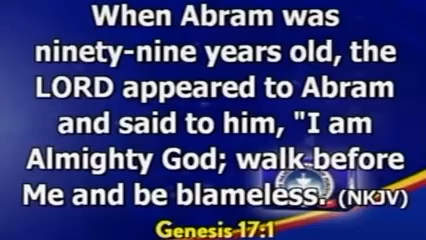 When Abram was
ninety-nine years old, the
LORD appeared to Abram
and said to him, "I am
Almighty God; walk before
Me and be blameless. (NKJV)
Genesis 17:1